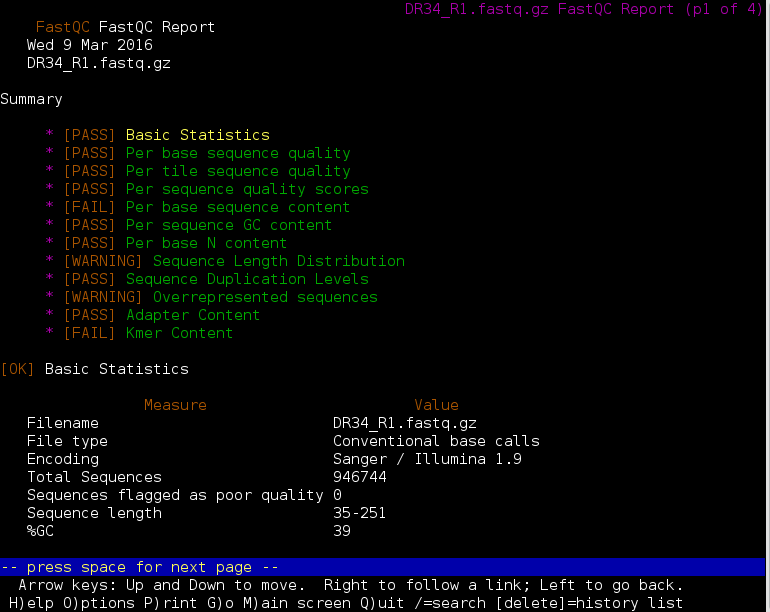 DR34_R1.fastq.gz FastQC Report (p1 of 4)
FastQC FastQC Report
Wed 9 Mar 2016
DR34_R1.fastq.gz
Summary
* [PASS] Basic Statistics
* [PASS] Per base sequence quality
* [PASS] Per tile sequence quality
* [PASS] Per sequence quality scores
* [FAIL] Per base sequence content
* [PASS] Per sequence GC content
* [PASS] Per base N content
* [WARNING] Sequence Length Distribution
* [PASS] Sequence Duplication Levels
* [WARNING] Overrepresented sequences
* [PASS] Adapter Content
* [FAIL] Kmer Content
[OK] Basic Statistics
Measure Value
Filename DR34_R1.fastq.gz
File type Conventional base calls
Encoding Sanger / Illumina 1.9
Total Sequences 946744
Sequences flagged as poor quality 0
Sequence length 35-251
%GC 39
-- press space for next page --
Arrow keys: Up and Down to move.  Right to follow a link; Left to go back.
H)elp O)ptions P)rint G)o M)ain screen Q)uit /=search [delete]=history list